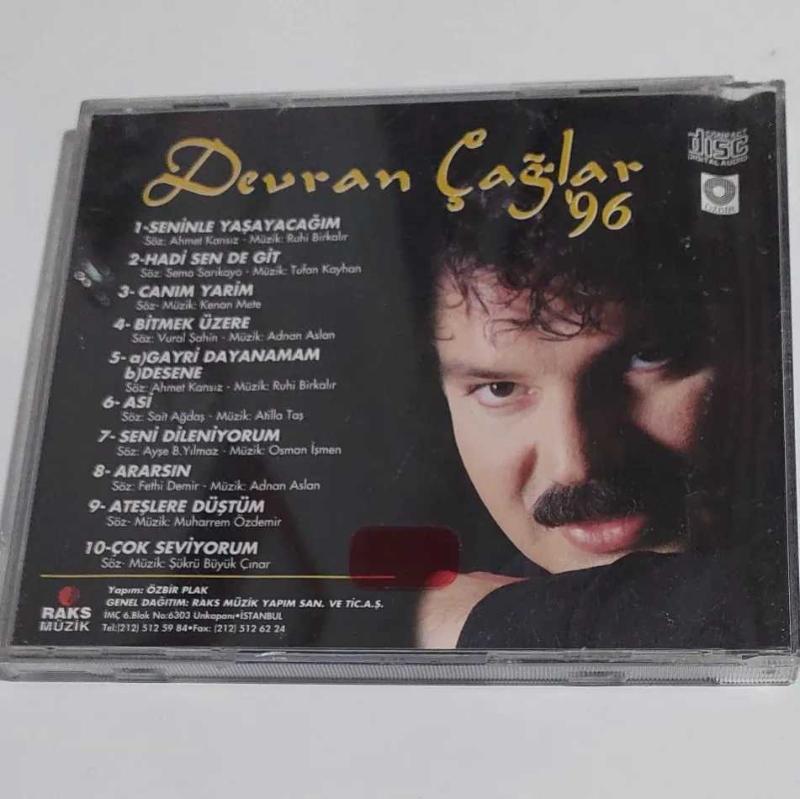 Devran Çağlar
'96
COMPACT
disc
DIGITAL AUDIO
ÖZBİR
1-SENİNLE YAŞAYACAĞIM
Söz: Ahmet Kansız - Müzik: Ruhi Birkalır
2-HADİ SEN DE GİT
Söz: Sema Sarıkaya - Müzik: Tufan Kayhan
3- CANIM YARİM
Söz- Müzik: Kenan Mete
4- BİTMEK ÜZERE
Söz: Vural Şahin - Müzik: Adnan Aslan
5- a)GAYRİ DAYANAMAM
b)DESENE
Söz: Ahmet Kansız - Müzik: Ruhi Birkalır
6- ASİ
Söz: Sait Ağdaş - Müzik: Atilla Taş
7- SENİ DİLENİYORUM
Söz: Ayşe B.Yılmaz - Müzik: Osman İşmen
8- ARARSIN
Söz: Fethi Demir - Müzik: Adnan Aslan
9- ATEŞLERE DÜŞTÜM
Söz- Müzik: Muharrem Özdemir
10-ÇOK SEVİYORUM
Söz- Müzik: Şükrü Büyük Çınar
RAKS
MÜZİK
Yapım: ÖZBİR PLAK
GENEL DAĞITIM: RAKS MÜZİK YAPIM SAN. VE TİC.A.Ş.
İMÇ 6.Blok No:6303 Unkapanı•İSTANBUL
Tel:(212) 512 59 84•Fax: (212) 512 62 24